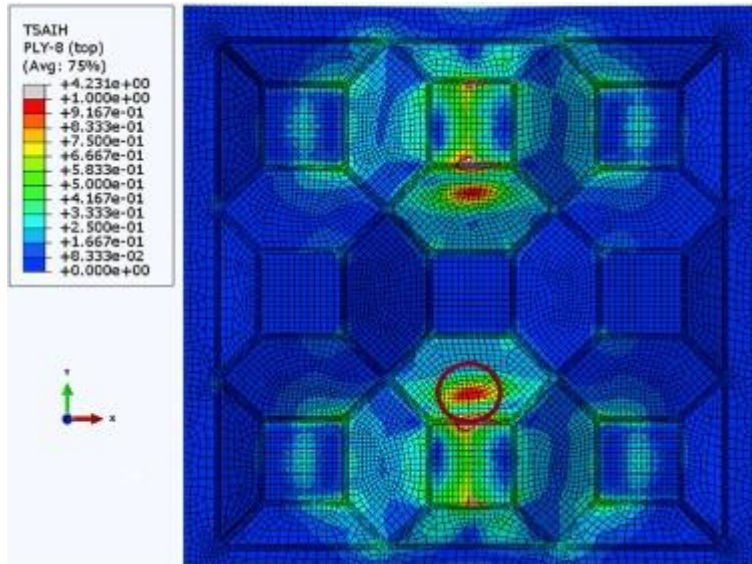 TSAIH
PLY-8 (top)
(Avg: 75%)
+4.231e+00
+1.000e+00
+9.167e-01
+8.333e-01
+7.500e-01
+6.667e-01
+5.833e-01
+5.000e-01
+4.167e-01
+3.333e-01
+2.500e-01
+1.667e-01
+8.333e-02
+0.000e+00
Y
X